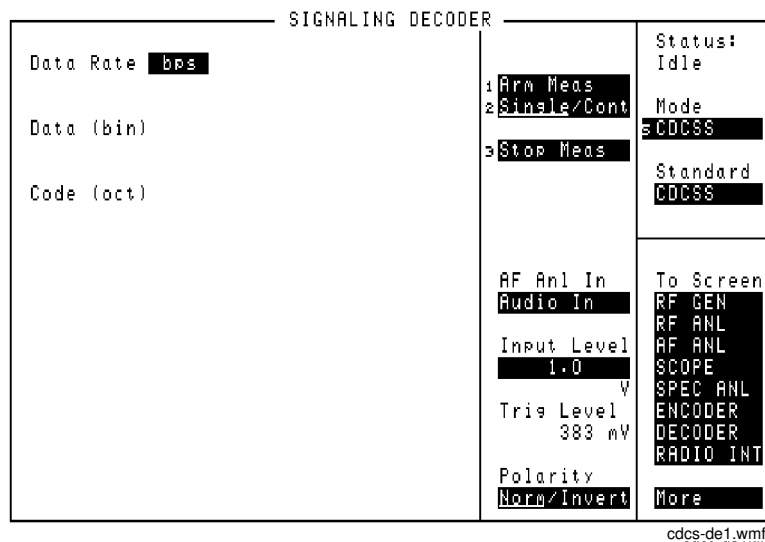 SIGNALING DECODER
Data Rate bps
Data (bin)
Code (oct)
1 Arm Meas
2 Single/Cont
3 Stop Meas
AF Anl In
Audio In
Input Level
1.0
V
Trig Level
383 mV
Polarity
Norm/Invert
Status:
Idle
Mode
5 CDCSS
Standard
CDCSS
To Screen
RF GEN
RF ANL
AF ANL
SCOPE
SPEC ANL
ENCODER
DECODER
RADIO INT
More
cdcs-de1.wmf